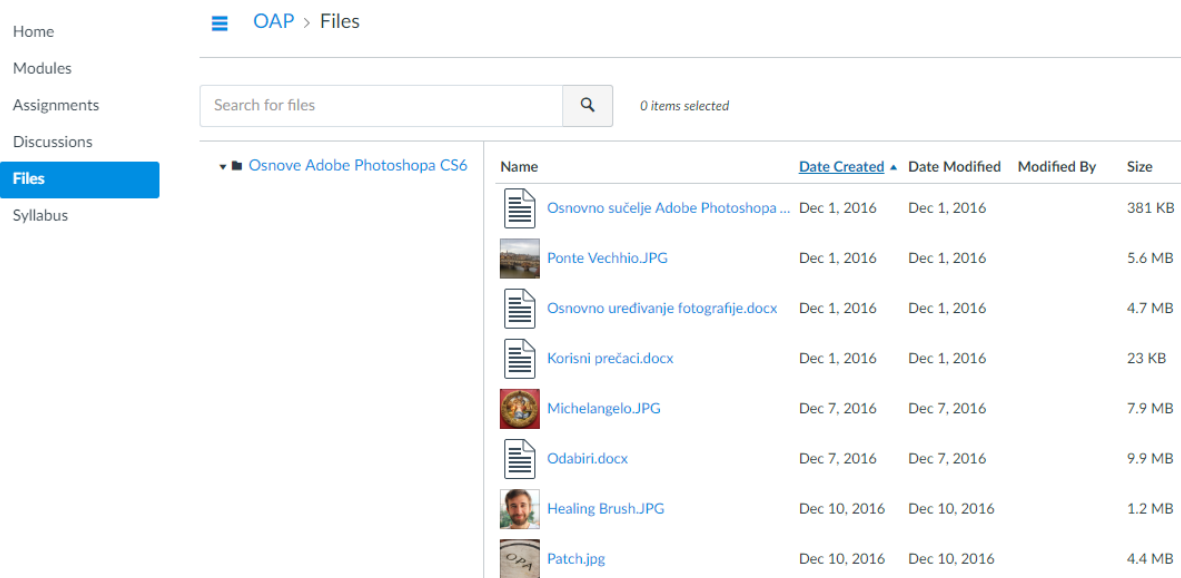 Home
Modules
Assignments
Discussions
Files
Syllabus
OAP > Files
Search for files
0 items selected
Osnove Adobe Photoshopa CS6
Name Date Created Date Modified Modified By Size
Osnovno sučelje Adobe Photoshopa ... Dec 1, 2016 Dec 1, 2016 381 KB
Ponte Vechhio.JPG Dec 1, 2016 Dec 1, 2016 5.6 MB
Osnovno uređivanje fotografije.docx Dec 1, 2016 Dec 1, 2016 4.7 MB
Korisni prečaci.docx Dec 1, 2016 Dec 1, 2016 23 KB
Michelangelo.JPG Dec 7, 2016 Dec 7, 2016 7.9 MB
Odabiri.docx Dec 7, 2016 Dec 7, 2016 9.9 MB
Healing Brush.JPG Dec 10, 2016 Dec 10, 2016 1.2 MB
OPA
Patch.jpg Dec 10, 2016 Dec 10, 2016 4.4 MB